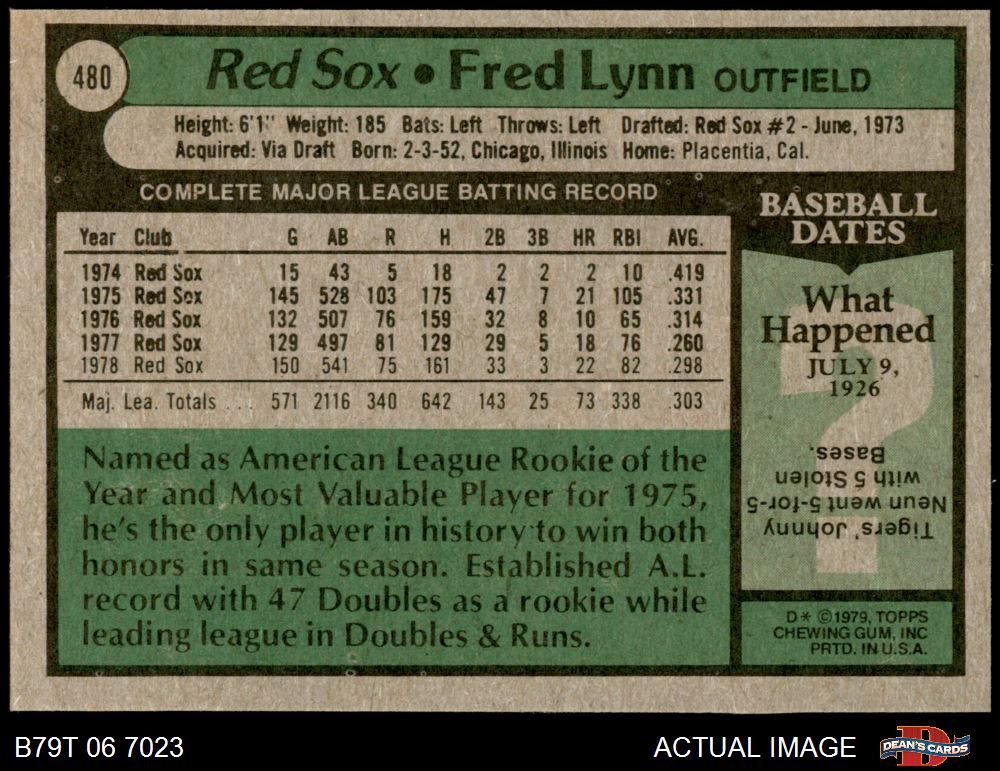 480
Red Sox • Fred Lynn OUTFIELD
Height: 6'1" Weight: 185 Bats: Left Throws: Left Drafted: Red Sox #2 - June, 1973
Acquired: Via Draft Born: 2-3-52, Chicago, Illinois Home: Placentia, Cal.
COMPLETE MAJOR LEAGUE BATTING RECORD
Year Club G AB R H 2B 3B HR RBI AVG.
1974 Red Sox 15 43 5 18 2 2 2 10 .419
1975 Red Sox 145 528 103 175 47 7 21 105 .331
1976 Red Sox 132 507 76 159 32 8 10 65 .314
1977 Red Sox 129 497 81 129 29 5 18 76 .260
1978 Red Sox 150 541 75 161 33 3 22 82 .298
Maj. Lea. Totals ... 571 2116 340 642 143 25 73 338 .303
Named as American League Rookie of the
Year and Most Valuable Player for 1975,
he's the only player in history to win both
honors in same season. Established A.L.
record with 47 Doubles as a rookie while
leading league in Doubles & Runs.
BASEBALL
DATES
What
Happened
JULY 9,
1926
?
Tigers' Johnny
Neun went 5-for-5
with 5 Stolen
Bases.
D* ©1979, TOPPS
CHEWING GUM, INC
PRTD. IN U.S.A.
B79T 06 7023
ACTUAL IMAGE
D
DEAN'S CARDS